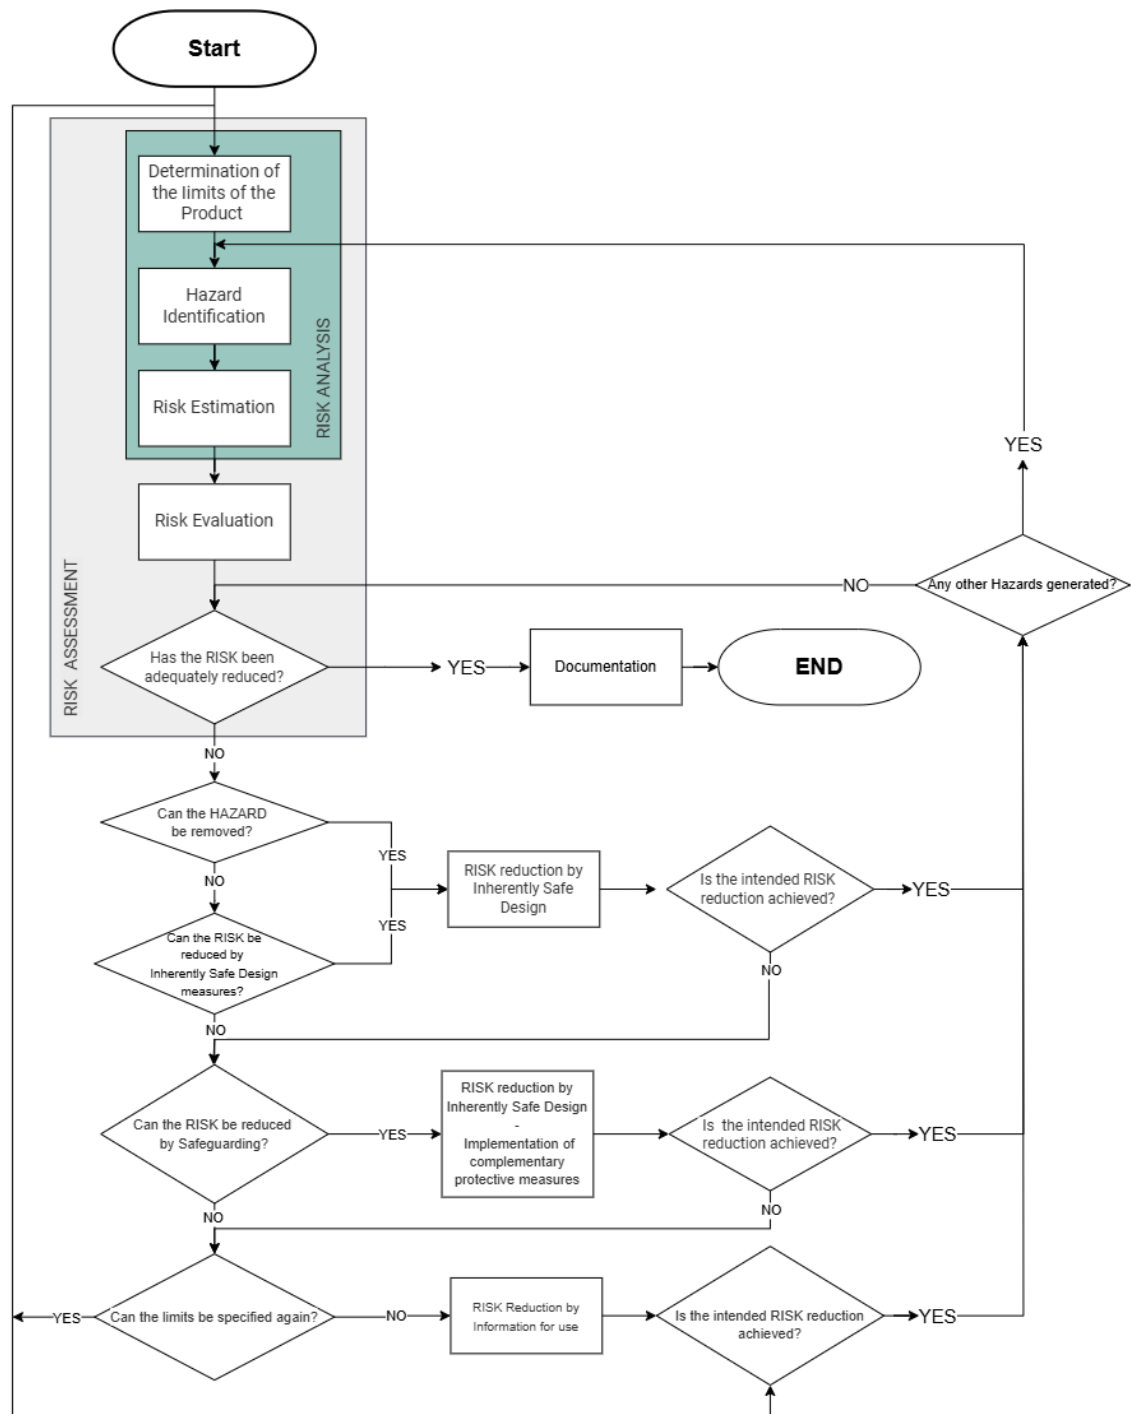 Start
Determination of
the limits of the
Product
Hazard
Identification
RISK ANALYSIS
Risk Estimation
YES
Risk Evaluation
RISK ASSESSMENT
NO
Any other Hazards generated?
Has the RISK been
adequately reduced?
YES
Documentation
END
NO
Can the HAZARD
be removed?
YES
RISK reduction by
Inherently Safe
Design
Is the intended RISK
reduction achieved?
YES
NO
YES
Can the RISK be
reduced by
Inherently Safe Design
measures?
NO
NO
Can the RISK be reduced
by Safeguarding?
YES
RISK reduction by
Inherently Safe Design
-
Implementation of
complementary
protective measures
Is the intended RISK
reduction achieved?
YES
NO
NO
YES
Can the limits be specified again?
NO
RISK Reduction by
Information for use
Is the intended RISK reduction
achieved?
YES